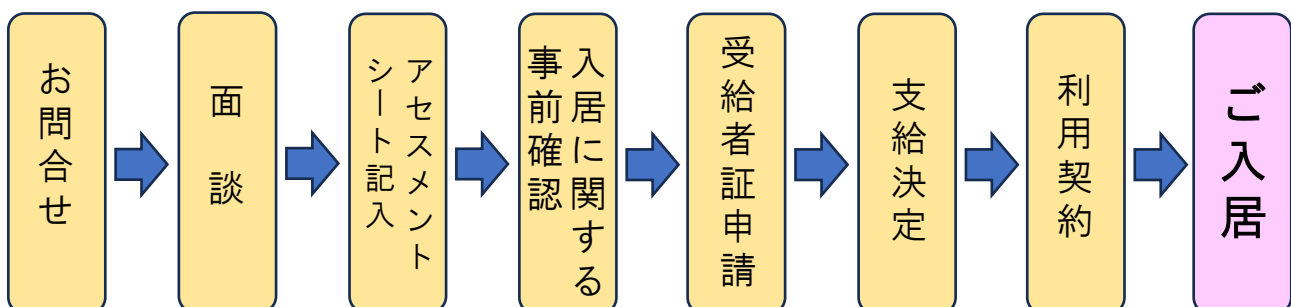 お問合せ
面談
アセスメント
シート記入
入居に関する
事前確認
受給者証申請
支給決定
利用契約
ご入居